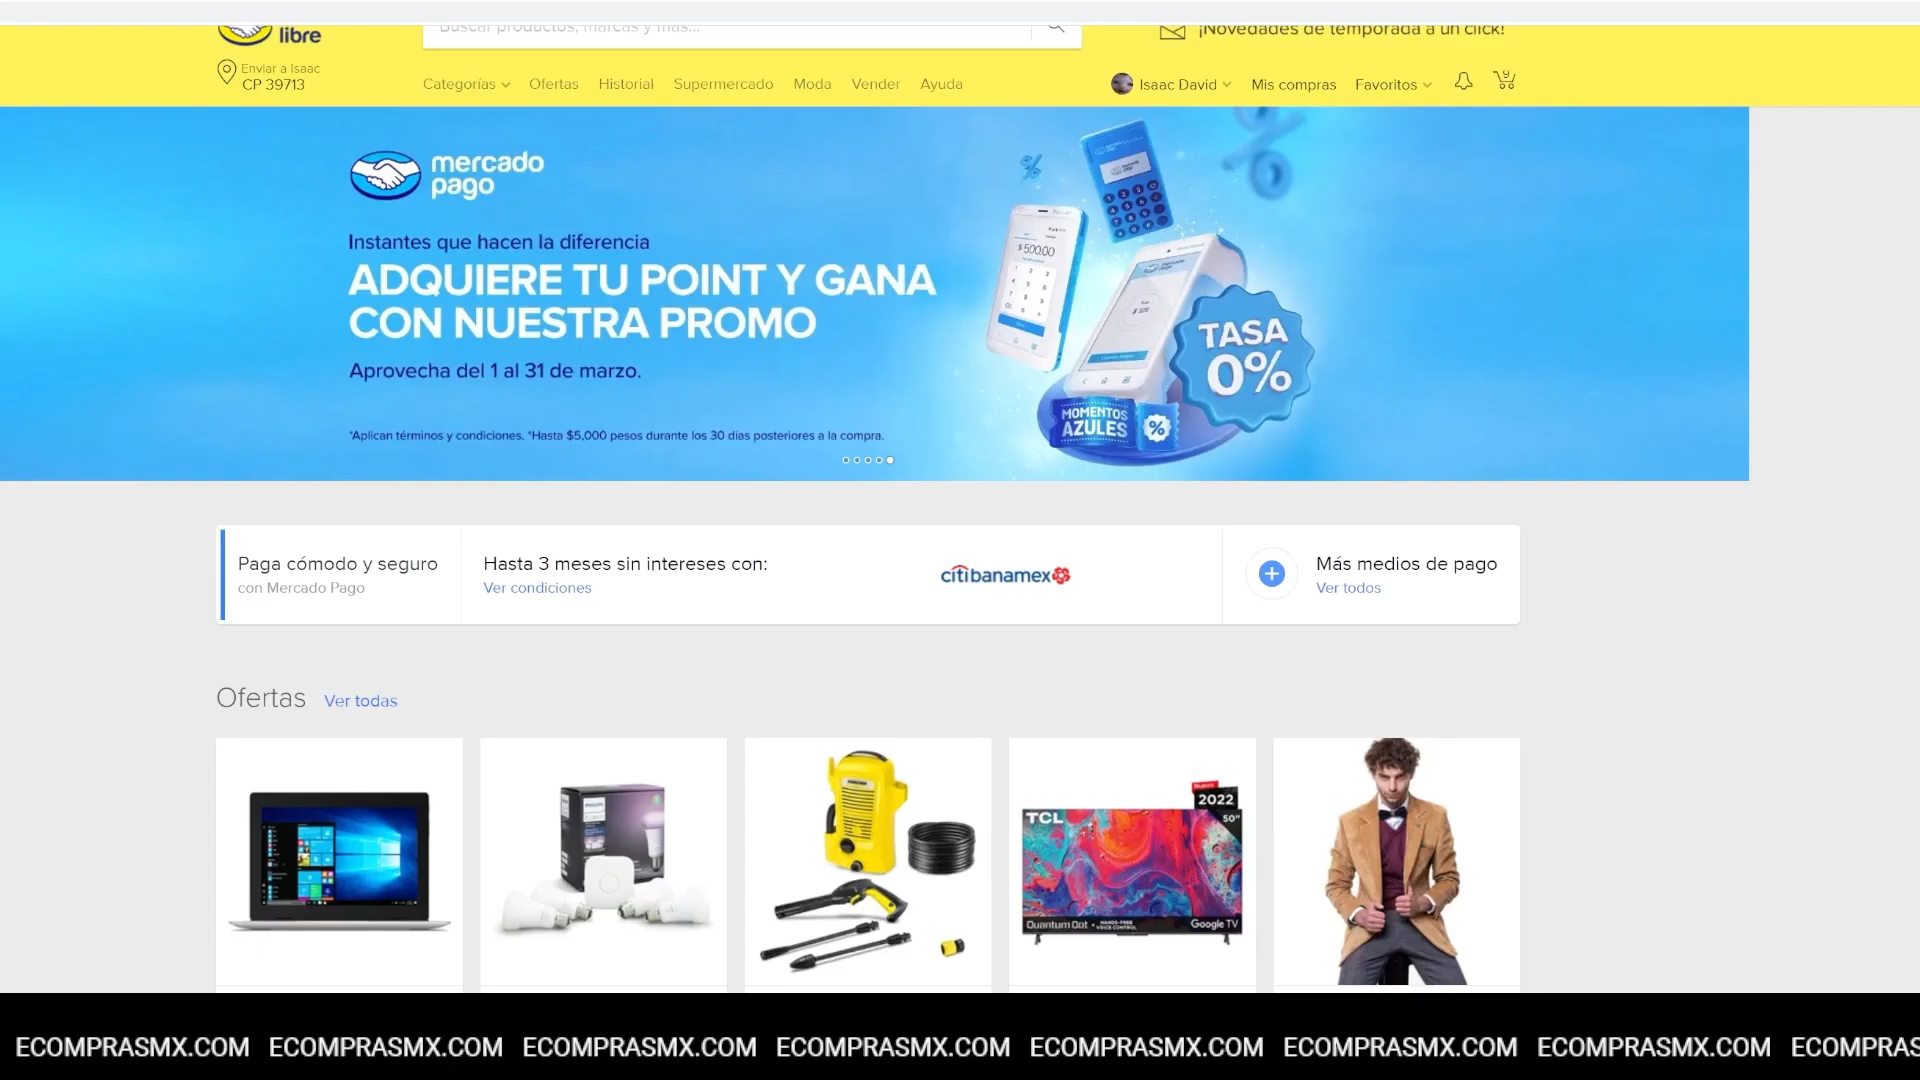 libre
Buscar productos, marcas y más...
¡Novedades de temporada a un click!
Enviar a Isaac
CP 39713
Categorías
Ofertas
Historial
Supermercado
Moda
Vender
Ayuda
Isaac David
Mis compras
Favoritos
9
mercado
pago
Instantes que hacen la diferencia
ADQUIERE TU POINT Y GANA
CON NUESTRA PROMO
Aprovecha del 1 al 31 de marzo.
*Aplican términos y condiciones. *Hasta $5,000 pesos durante los 30 días posteriores a la compra.
$ 500.00
TASA
0%
MOMENTOS
AZULES
%
Paga cómodo y seguro
con Mercado Pago
Hasta 3 meses sin intereses con:
Ver condiciones
citibanamex
Más medios de pago
Ver todos
Ofertas
Ver todas
PHILIPS
TCL
Nuevo
2022
50"
Quantum Dot • HANDS-FREE VOICE CONTROL
Google TV
ECOMPRASMX.COM ECOMPRASMX.COM ECOMPRASMX.COM ECOMPRASMX.COM ECOMPRASMX.COM ECOMPRASMX.COM ECOMPRASMX.COM ECOMPRAS